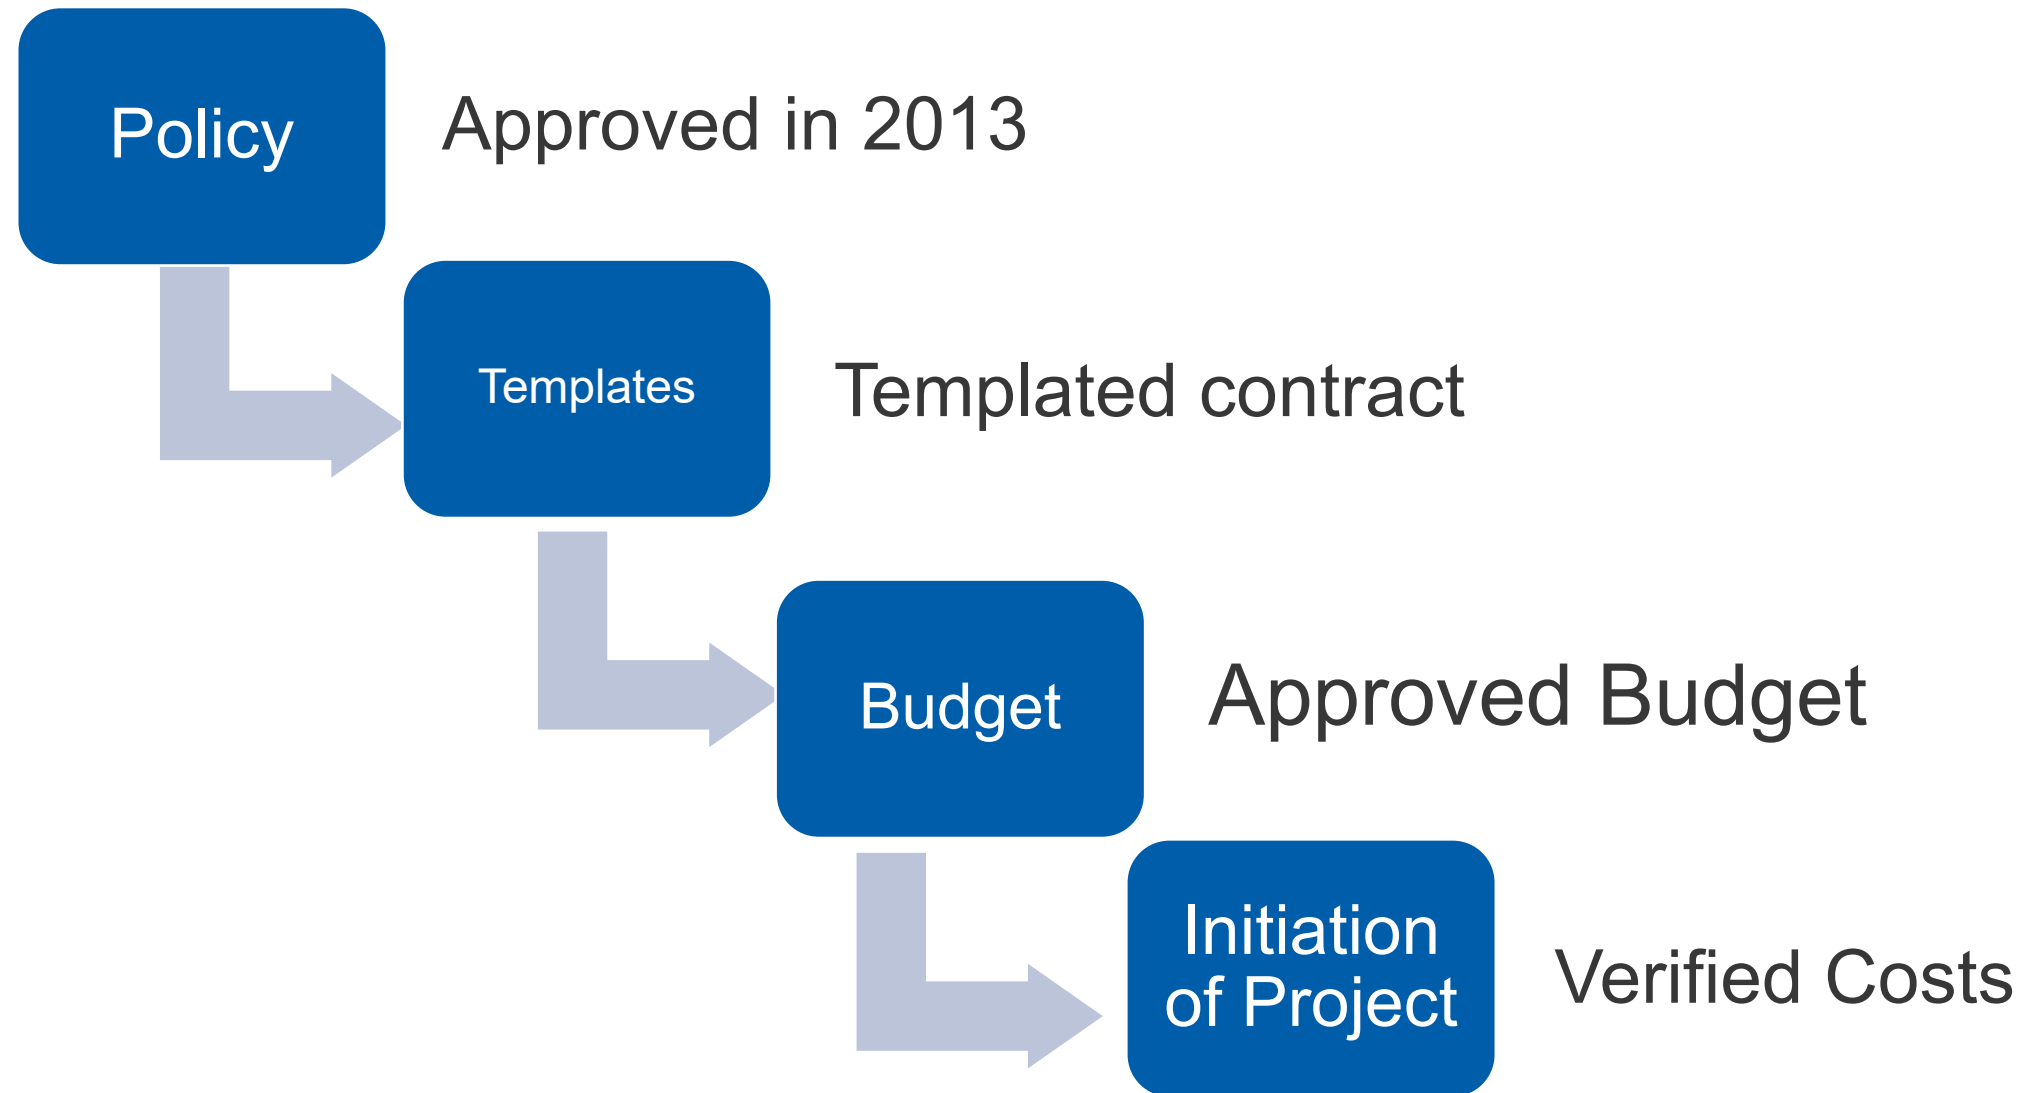 Policy
Approved in 2013
Templates
Templated contract
Budget
Approved Budget
Initiation
of Project
Verified Costs